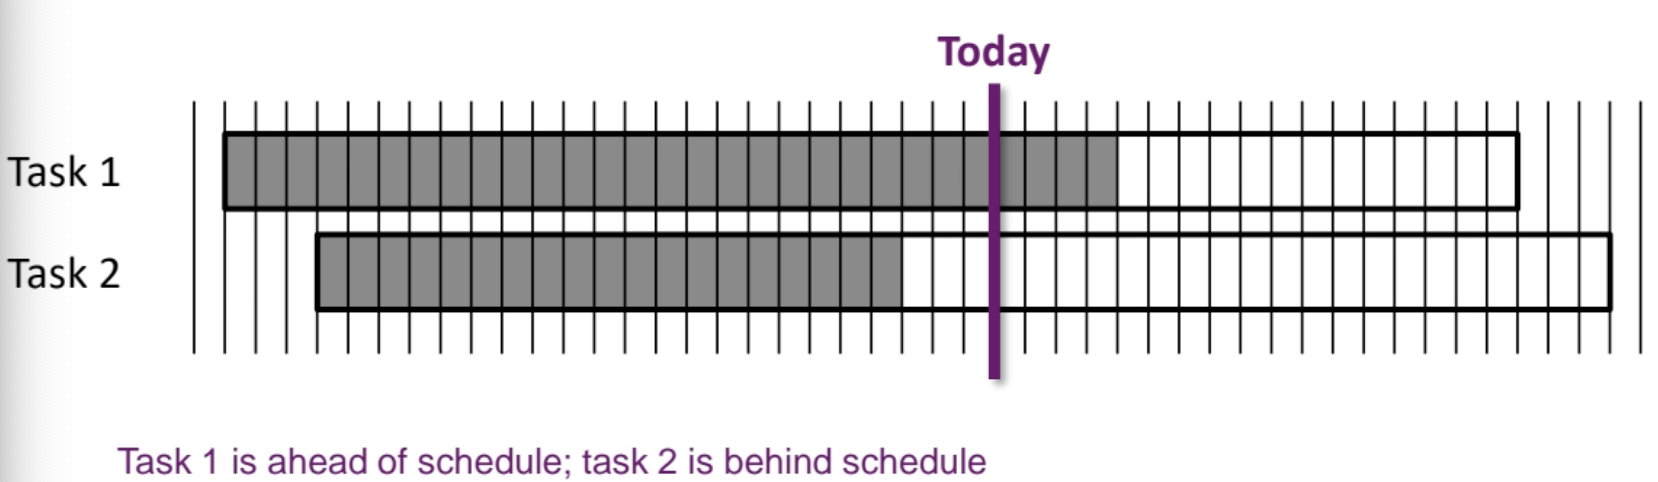 Today
Task 1
Task 2
Task 1 is ahead of schedule; task 2 is behind schedule